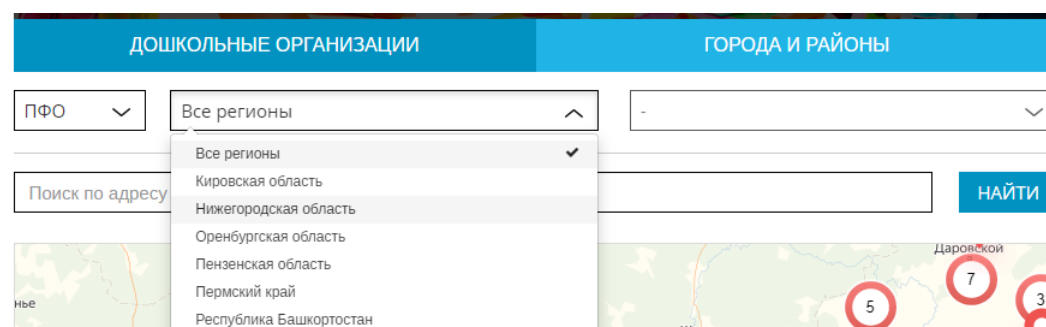 ДОШКОЛЬНЫЕ ОРГАНИЗАЦИИ
ГОРОДА И РАЙОНЫ
ПФО
Все регионы
-
Все регионы
Кировская область
Нижегородская область
Оренбургская область
Пензенская область
Пермский край
Республика Башкортостан
Поиск по адресу
НАЙТИ
Даровской
7
5
3
нье